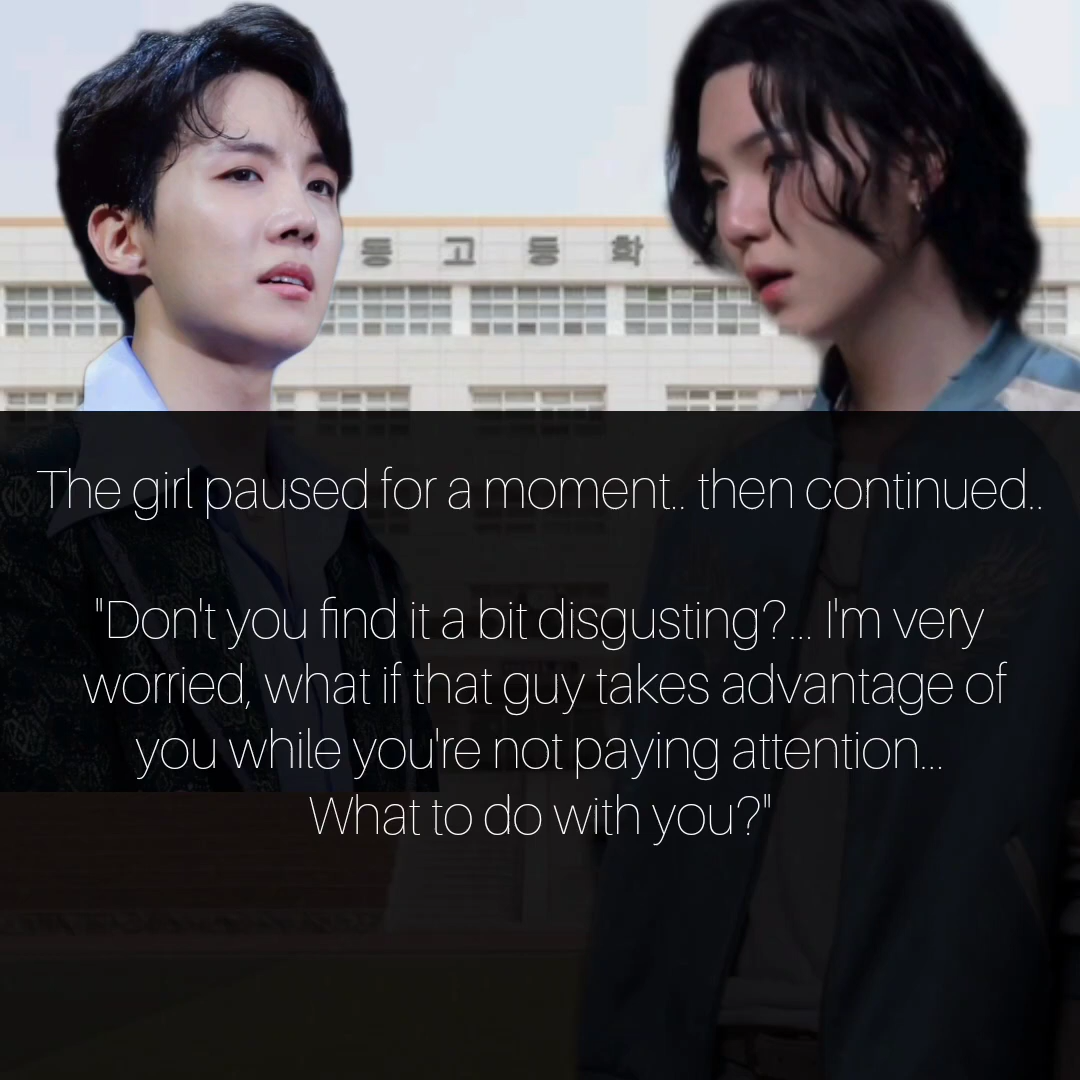 등 고 등 학
The girl paused for a moment.. then continued..
"Don't you find it a bit disgusting?... I'm very
worried, what if that guy takes advantage of
you while you're not paying attention...
What to do with you?"